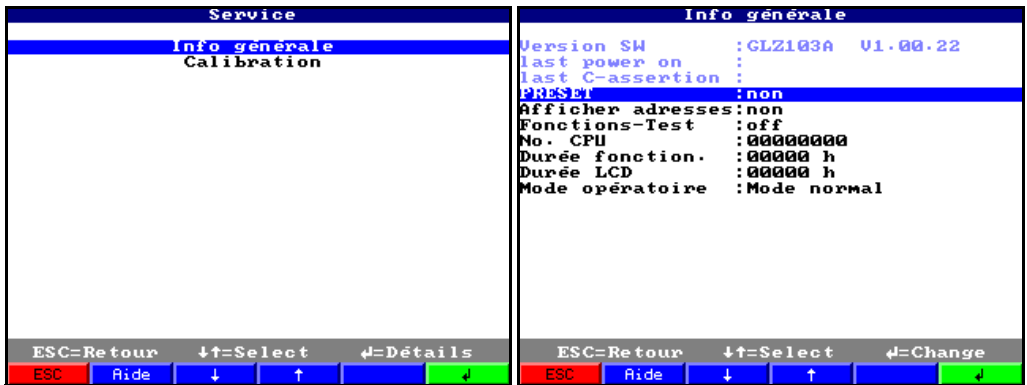 Service
Info générale
Calibration
ESC=Retour ↓↑=Select ↲=Détails
ESC Aide ↓ ↑ ↲
Info générale
Version SW :GLZ103A V1.00.22
last power on :
last C-assertion :
PRESET :non
Afficher adresses:non
Fonctions-Test :off
No. CPU :00000000
Durée fonction. :00000 h
Durée LCD :00000 h
Mode opératoire :Mode normal
ESC=Retour ↓↑=Select ↲=Change
ESC Aide ↓ ↑ ↲